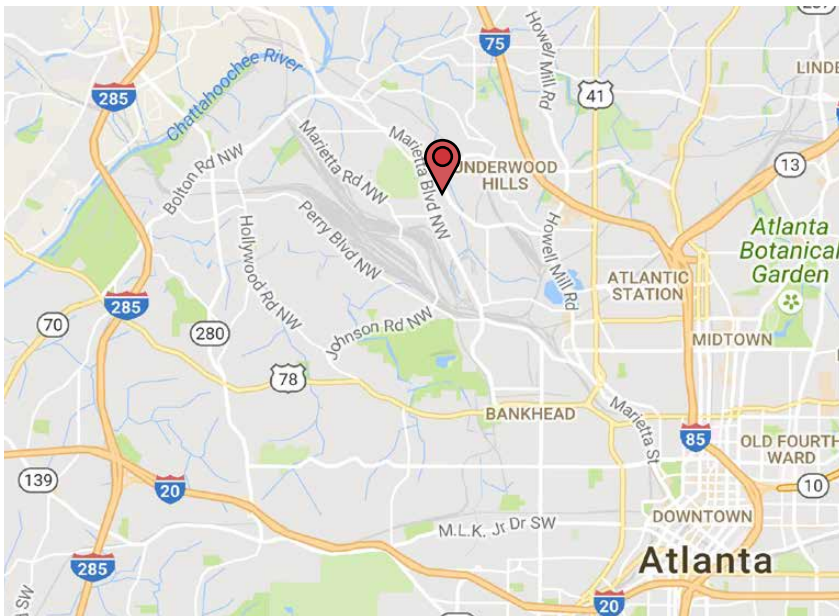 75
Howell Mill Rd
41
LINDE
285
Chattahoochee River
Marietta Blvd NW
Marietta Rd NW
Bolton Rd NW
UNDERWOOD
HILLS
13
Perry Blvd NW
Hollywood Rd NW
Howell Mill Rd
Atlanta
Botanical
Garden
ATLANTIC
STATION
285
70
280
Johnson Rd NW
MIDTOWN
78
BANKHEAD
Marietta St
85
OLD FOURTH
WARD
139
20
10
M.L.K. Jr Dr SW
DOWNTOWN
Atlanta
285
SW
20